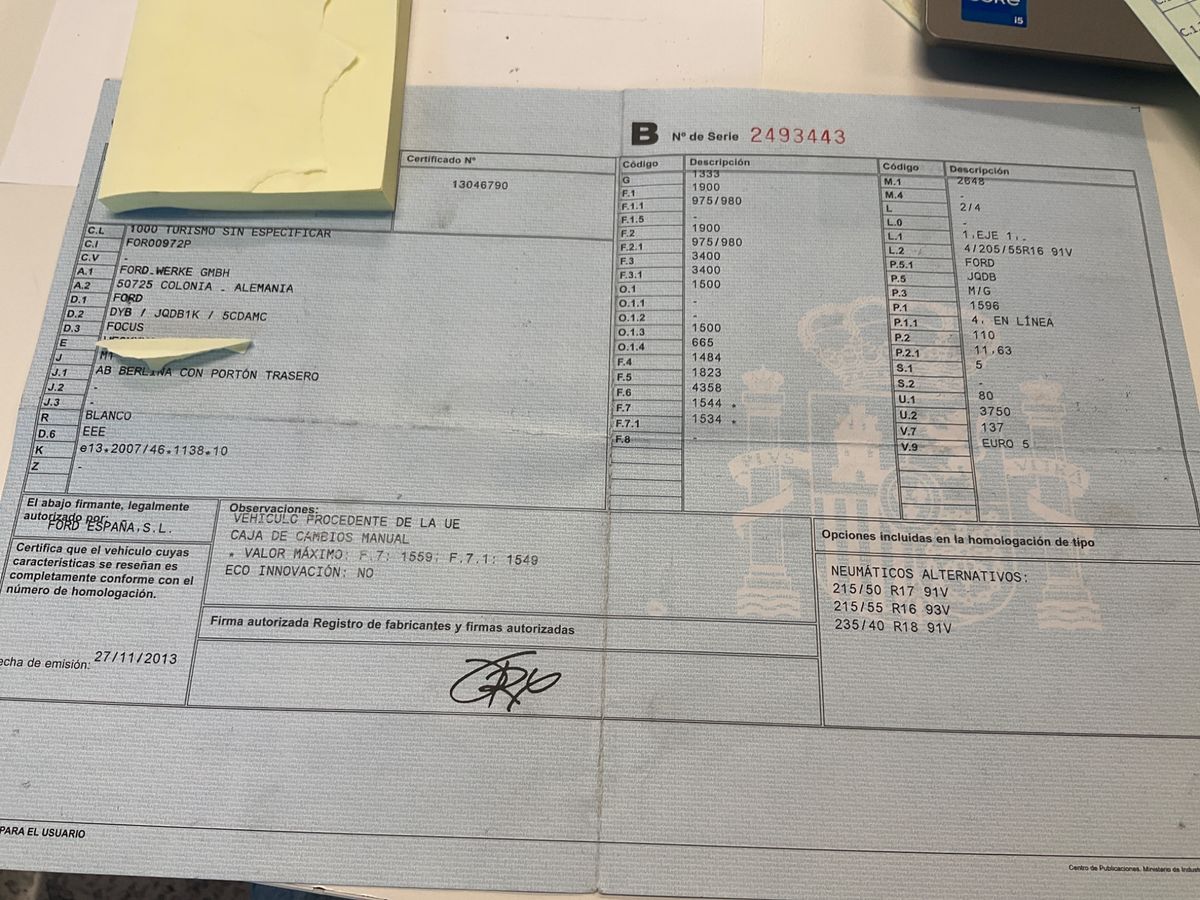 CORE
i5
B Nº de Serie 2493443
Certificado Nº
13046790
C.L 1000 TURISMO SIN ESPECIFICAR
C.I FOR00972P
C.V -
A.1 FORD-WERKE GMBH
A.2 50725 COLONIA - ALEMANIA
D.1 FORD
D.2 DYB / JQDB1K / 5CDAMC
D.3 FOCUS
E
J M1
J.1 AB BERLINA CON PORTÓN TRASERO
J.2 -
J.3 -
R BLANCO
D.6 EEE
K e13*2007/46*1138*10
Z -
Código Descripción
G 1333
F.1 1900
F.1.1 975/980
F.1.5 -
F.2 1900
F.2.1 975/980
F.3 3400
F.3.1 3400
O.1 1500
O.1.1 -
O.1.2 -
O.1.3 1500
O.1.4 665
F.4 1484
F.5 1823
F.6 4358
F.7 1544 *
F.7.1 1534 *
F.8 -
Código Descripción
M.1 2648
M.4 -
L 2/4
L.0 -
L.1 1,EJE 1,-
L.2 4/205/55R16 91V
P.5.1 FORD
P.5 JQDB
P.3 M/G
P.1 1596
P.1.1 4, EN LÍNEA
P.2 110
P.2.1 11,63
S.1 5
S.2 -
U.1 80
U.2 3750
V.7 137
V.9 EURO 5
El abajo firmante, legalmente
autorizado por:
FORD ESPAÑA,S.L.
Certifica que el vehículo cuyas
características se reseñan es
completamente conforme con el
número de homologación.
Fecha de emisión: 27/11/2013
Observaciones:
VEHICULO PROCEDENTE DE LA UE
CAJA DE CAMBIOS MANUAL
* VALOR MÁXIMO: F.7: 1559; F.7.1: 1549
ECO INNOVACIÓN: NO
Firma autorizada Registro de fabricantes y firmas autorizadas
Opciones incluidas en la homologación de tipo
NEUMÁTICOS ALTERNATIVOS:
215/50 R17 91V
215/55 R16 93V
235/40 R18 91V
PARA EL USUARIO
Centro de Publicaciones. Ministerio de